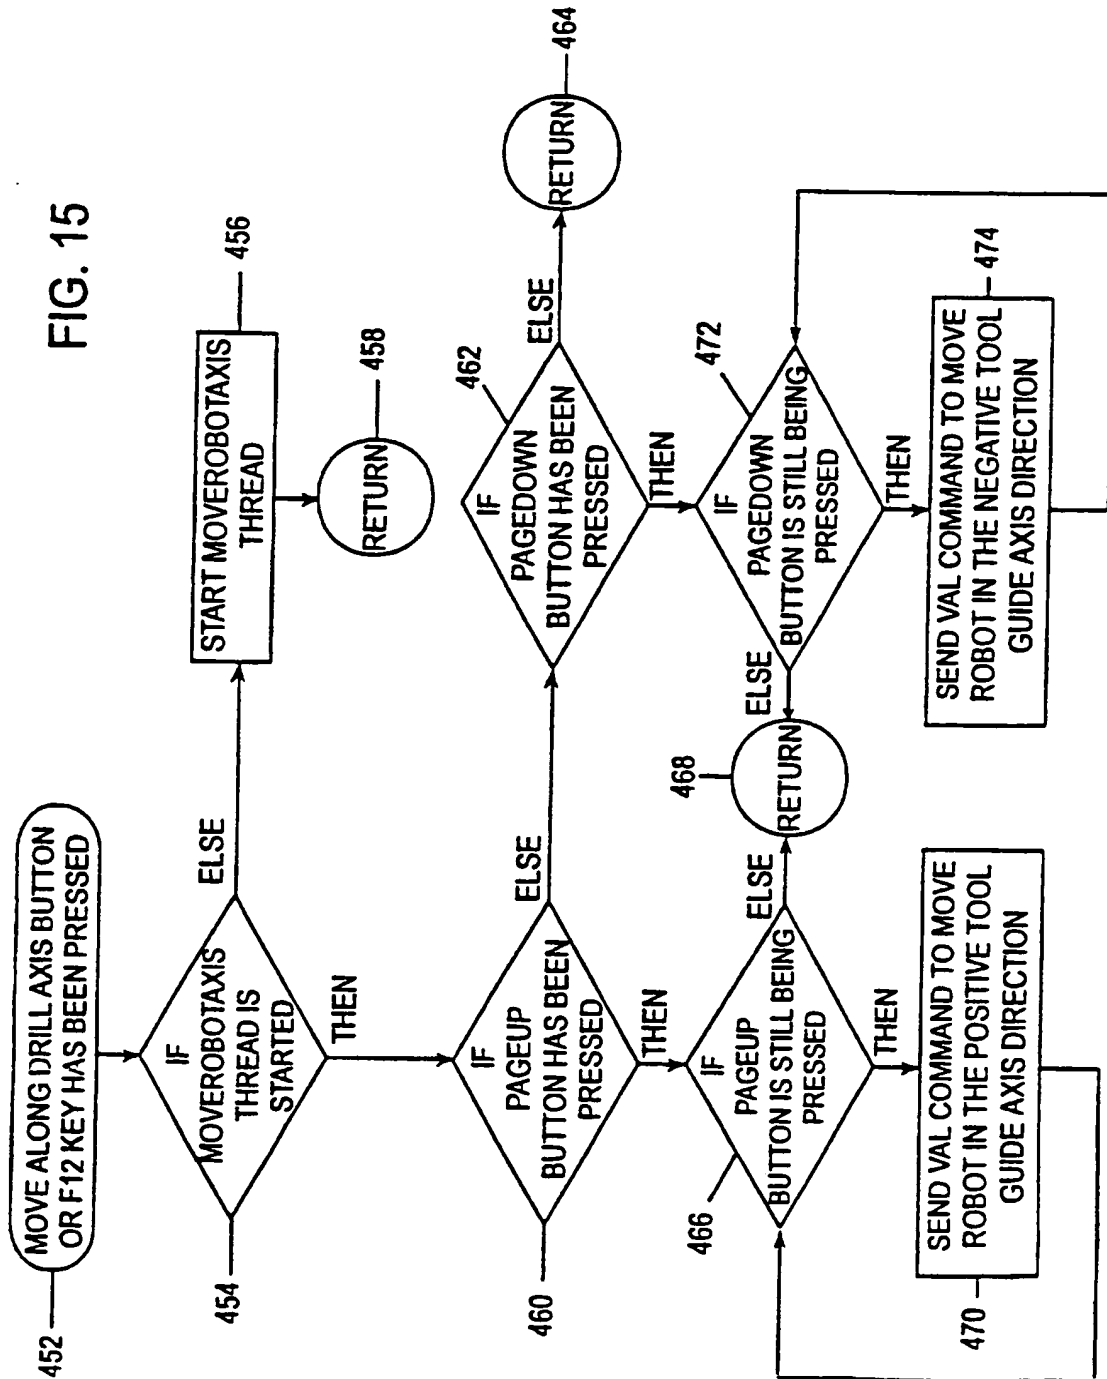 FIG. 15
MOVE ALONG DRILL AXIS BUTTON
OR F12 KEY HAS BEEN PRESSED
452
IF
MOVEROBOTAXIS
THREAD IS
STARTED
454
ELSE
THEN
START MOVEROBOTAXIS
THREAD
456
RETURN
458
IF
PAGEUP
BUTTON HAS BEEN
PRESSED
460
ELSE
THEN
IF
PAGEDOWN
BUTTON HAS BEEN
PRESSED
462
ELSE
THEN
RETURN
464
IF
PAGEUP
BUTTON IS STILL BEING
PRESSED
466
ELSE
THEN
RETURN
468
IF
PAGEDOWN
BUTTON IS STILL BEING
PRESSED
472
ELSE
THEN
SEND VAL COMMAND TO MOVE
ROBOT IN THE POSITIVE TOOL
GUIDE AXIS DIRECTION
470
SEND VAL COMMAND TO MOVE
ROBOT IN THE NEGATIVE TOOL
GUIDE AXIS DIRECTION
474